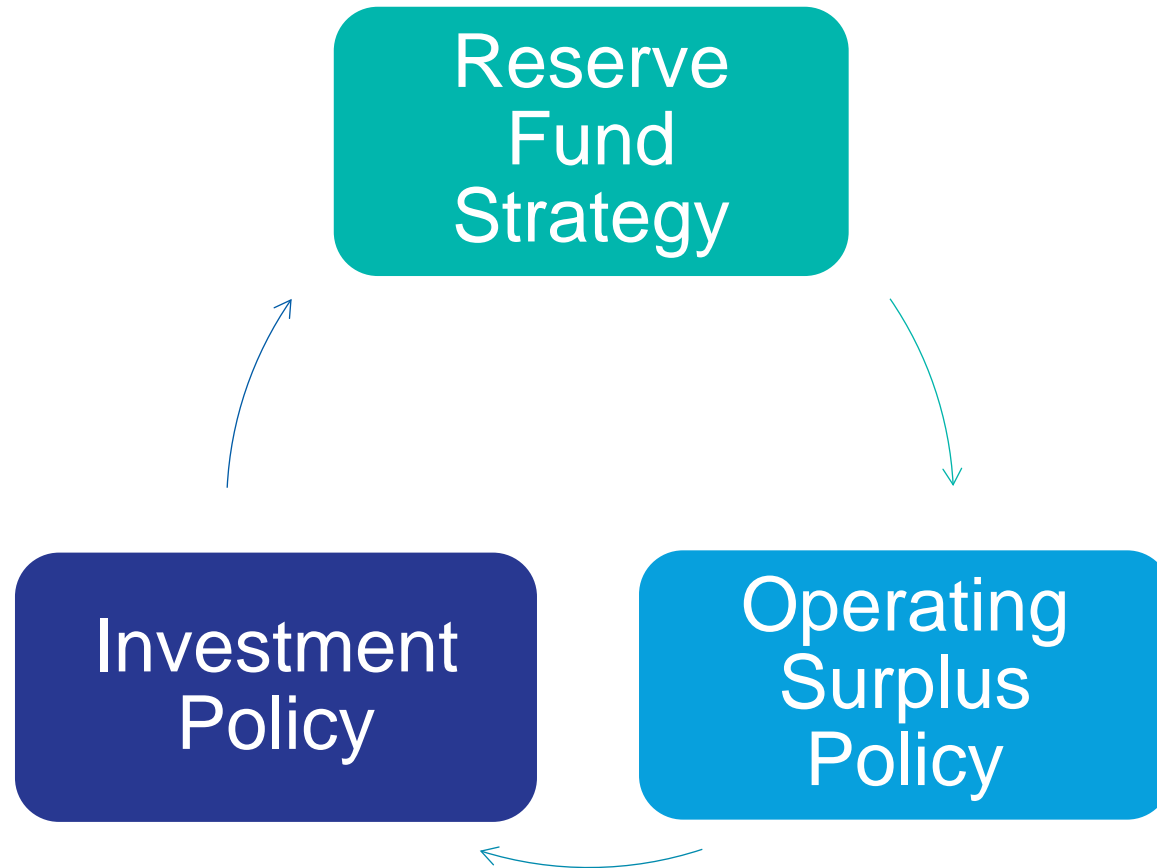 Reserve
Fund
Strategy
Investment
Policy
Operating
Surplus
Policy